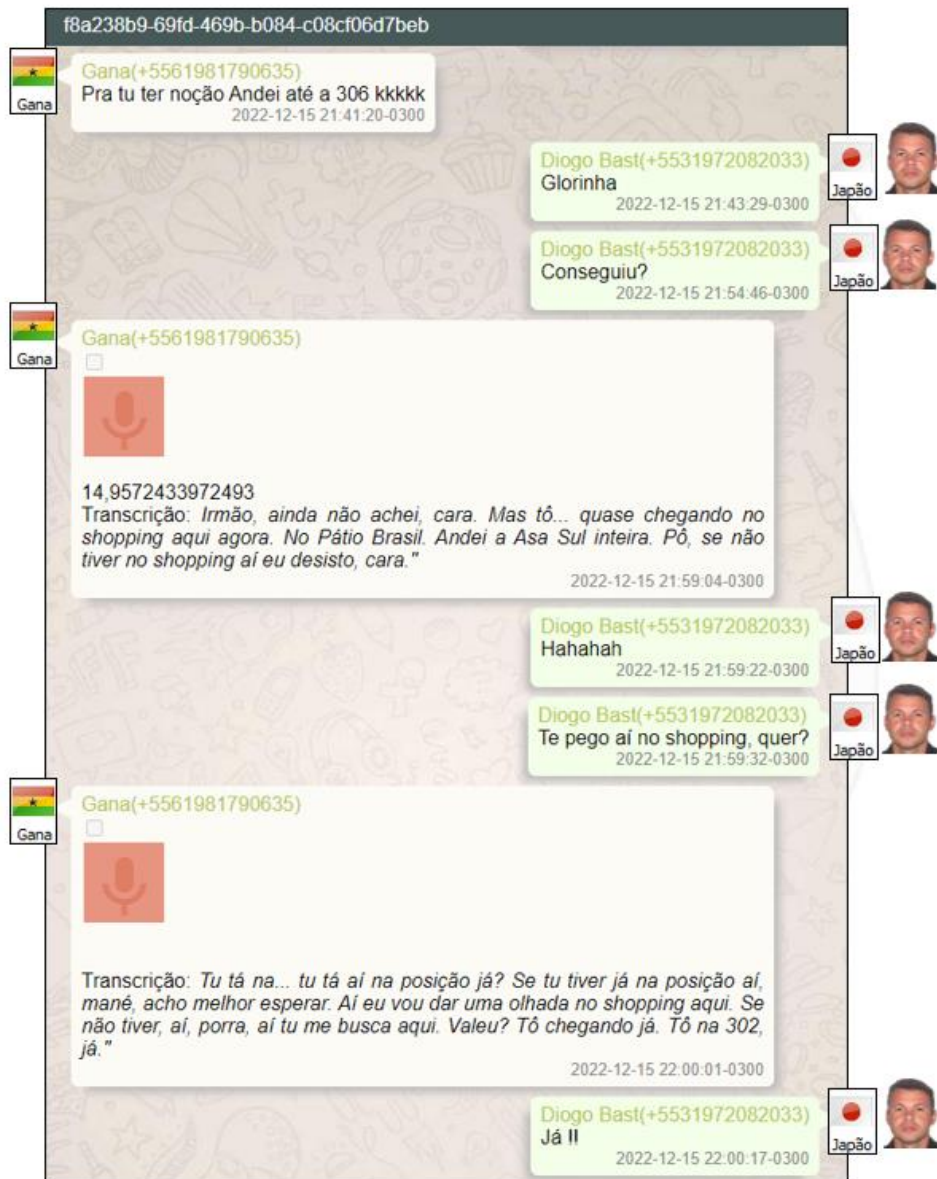 f8a238b9-69fd-469b-b084-c08cf06d7beb
Gana(+5561981790635)
Pra tu ter noção Andei até a 306 kkkkk
2022-12-15 21:41:20-0300
Gana
Diogo Bast(+5531972082033)
Glorinha
2022-12-15 21:43:29-0300
Japão
Diogo Bast(+5531972082033)
Conseguiu?
2022-12-15 21:54:46-0300
Japão
Gana(+5561981790635)
Gana
14,9572433972493
Transcrição: Irmão, ainda não achei, cara. Mas tô... quase chegando no
shopping aqui agora. No Pátio Brasil. Andei a Asa Sul inteira. Pô, se não
tiver no shopping aí eu desisto, cara."
2022-12-15 21:59:04-0300
Diogo Bast(+5531972082033)
Hahahah
2022-12-15 21:59:22-0300
Japão
Diogo Bast(+5531972082033)
Te pego aí no shopping, quer?
2022-12-15 21:59:32-0300
Japão
Gana(+5561981790635)
Gana
Transcrição: Tu tá na... tu tá aí na posição já? Se tu tiver já na posição aí,
mané, acho melhor esperar. Aí eu vou dar uma olhada no shopping aqui. Se
não tiver, aí, porra, aí tu me busca aqui. Valeu? Tô chegando já. Tô na 302,
já."
2022-12-15 22:00:01-0300
Diogo Bast(+5531972082033)
Já !!
2022-12-15 22:00:17-0300
Japão